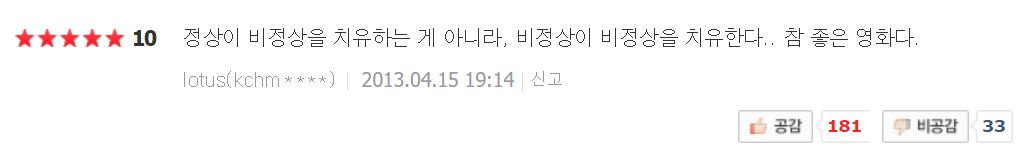 10 정상이 비정상을 치유하는 게 아니라, 비정상이 비정상을 치유한다.. 참 좋은 영화다.
lotus(kchm****) | 2013.04.15 19:14 | 신고
공감 181 비공감 33